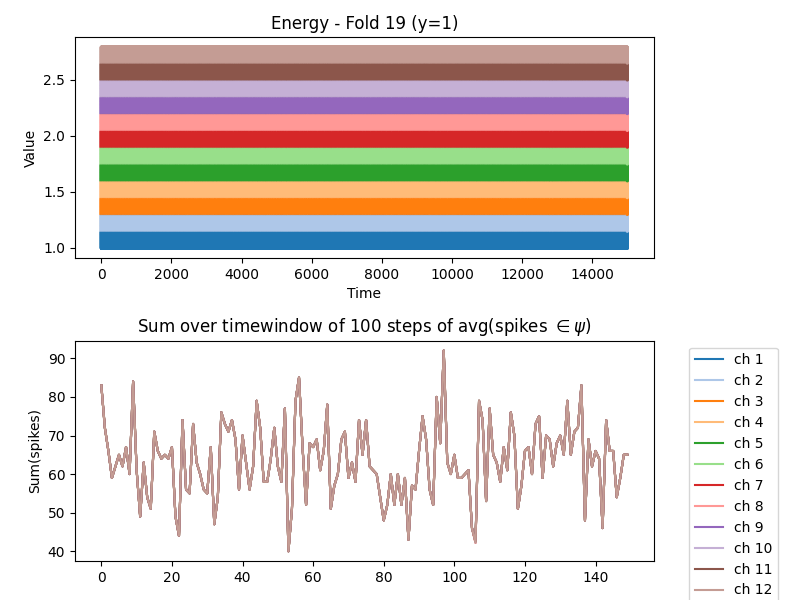 Energy - Fold 19 (y=1)
Value
2.5
2.0
1.5
1.0
0 2000 4000 6000 8000 10000 12000 14000
Time
Sum over timewindow of 100 steps of avg(spikes ∈ ψ)
Sum(spikes)
90
80
70
60
50
40
0 20 40 60 80 100 120 140
ch 1
ch 2
ch 3
ch 4
ch 5
ch 6
ch 7
ch 8
ch 9
ch 10
ch 11
ch 12